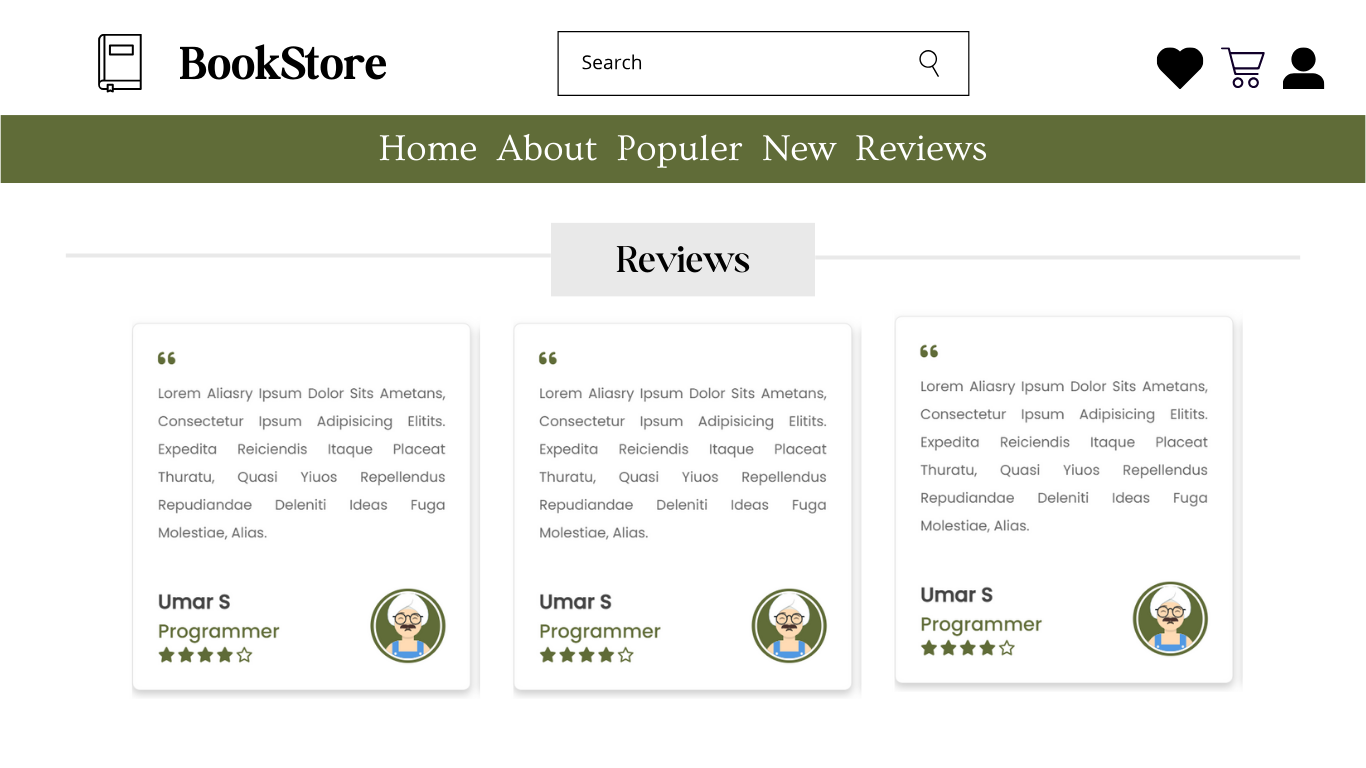 BookStore
Search
Home About Populer New Reviews
Reviews
“
Lorem Aliasry Ipsum Dolor Sits Ametans,
Consectetur Ipsum Adipisicing Elitits.
Expedita Reiciendis Itaque Placeat
Thuratu, Quasi Yiuos Repellendus
Repudiandae Deleniti Ideas Fuga
Molestiae, Alias.
Umar S
Programmer
“
Lorem Aliasry Ipsum Dolor Sits Ametans,
Consectetur Ipsum Adipisicing Elitits.
Expedita Reiciendis Itaque Placeat
Thuratu, Quasi Yiuos Repellendus
Repudiandae Deleniti Ideas Fuga
Molestiae, Alias.
Umar S
Programmer
“
Lorem Aliasry Ipsum Dolor Sits Ametans,
Consectetur Ipsum Adipisicing Elitits.
Expedita Reiciendis Itaque Placeat
Thuratu, Quasi Yiuos Repellendus
Repudiandae Deleniti Ideas Fuga
Molestiae, Alias.
Umar S
Programmer